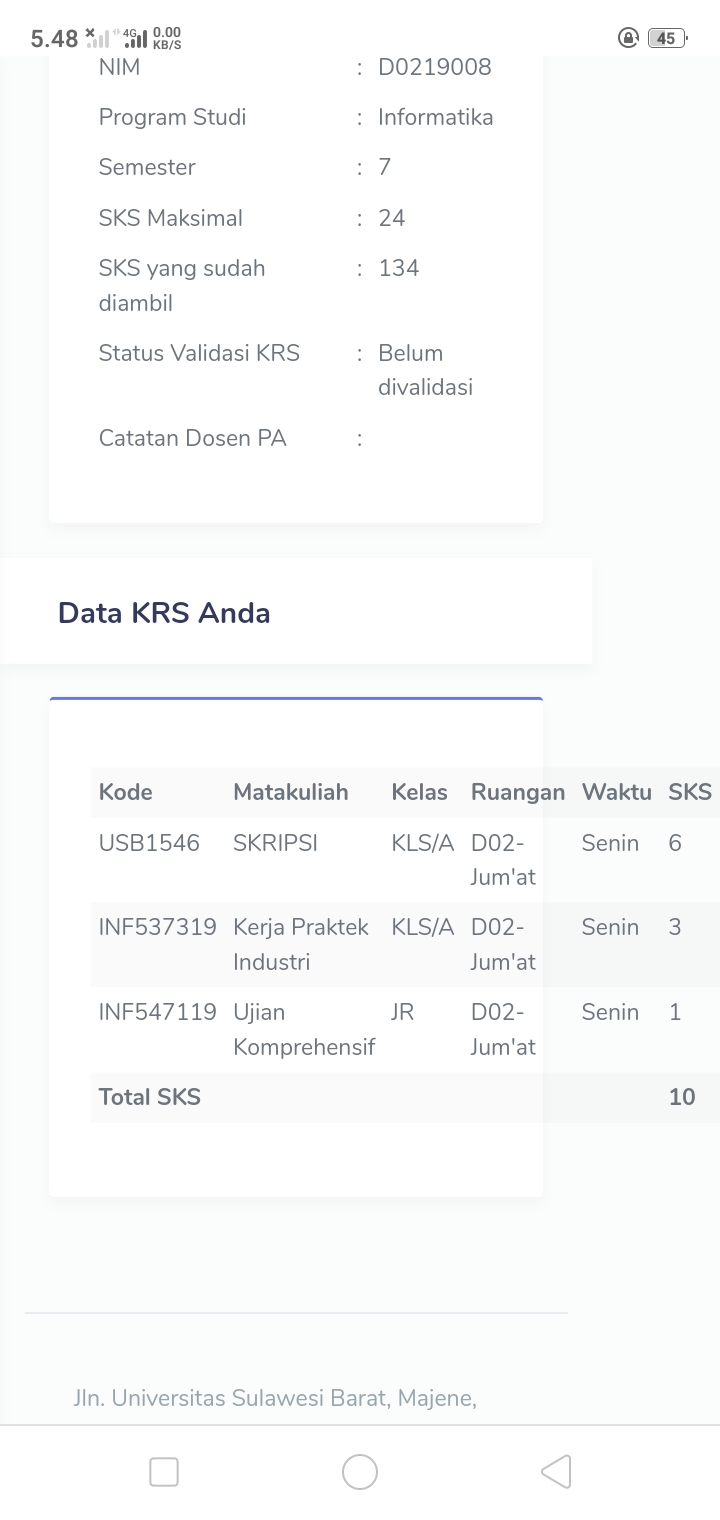 5.48 4G 0.00 KB/S 45
NIM : D0219008
Program Studi : Informatika
Semester : 7
SKS Maksimal : 24
SKS yang sudah : 134
diambil
Status Validasi KRS : Belum
divalidasi
Catatan Dosen PA :
Data KRS Anda
Kode Matakuliah Kelas Ruangan Waktu SKS
USB1546 SKRIPSI KLS/A D02- Senin 6
Jum'at
INF537319 Kerja Praktek KLS/A D02- Senin 3
Industri Jum'at
INF547119 Ujian JR D02- Senin 1
Komprehensif Jum'at
Total SKS 10
Jln. Universitas Sulawesi Barat, Majene,